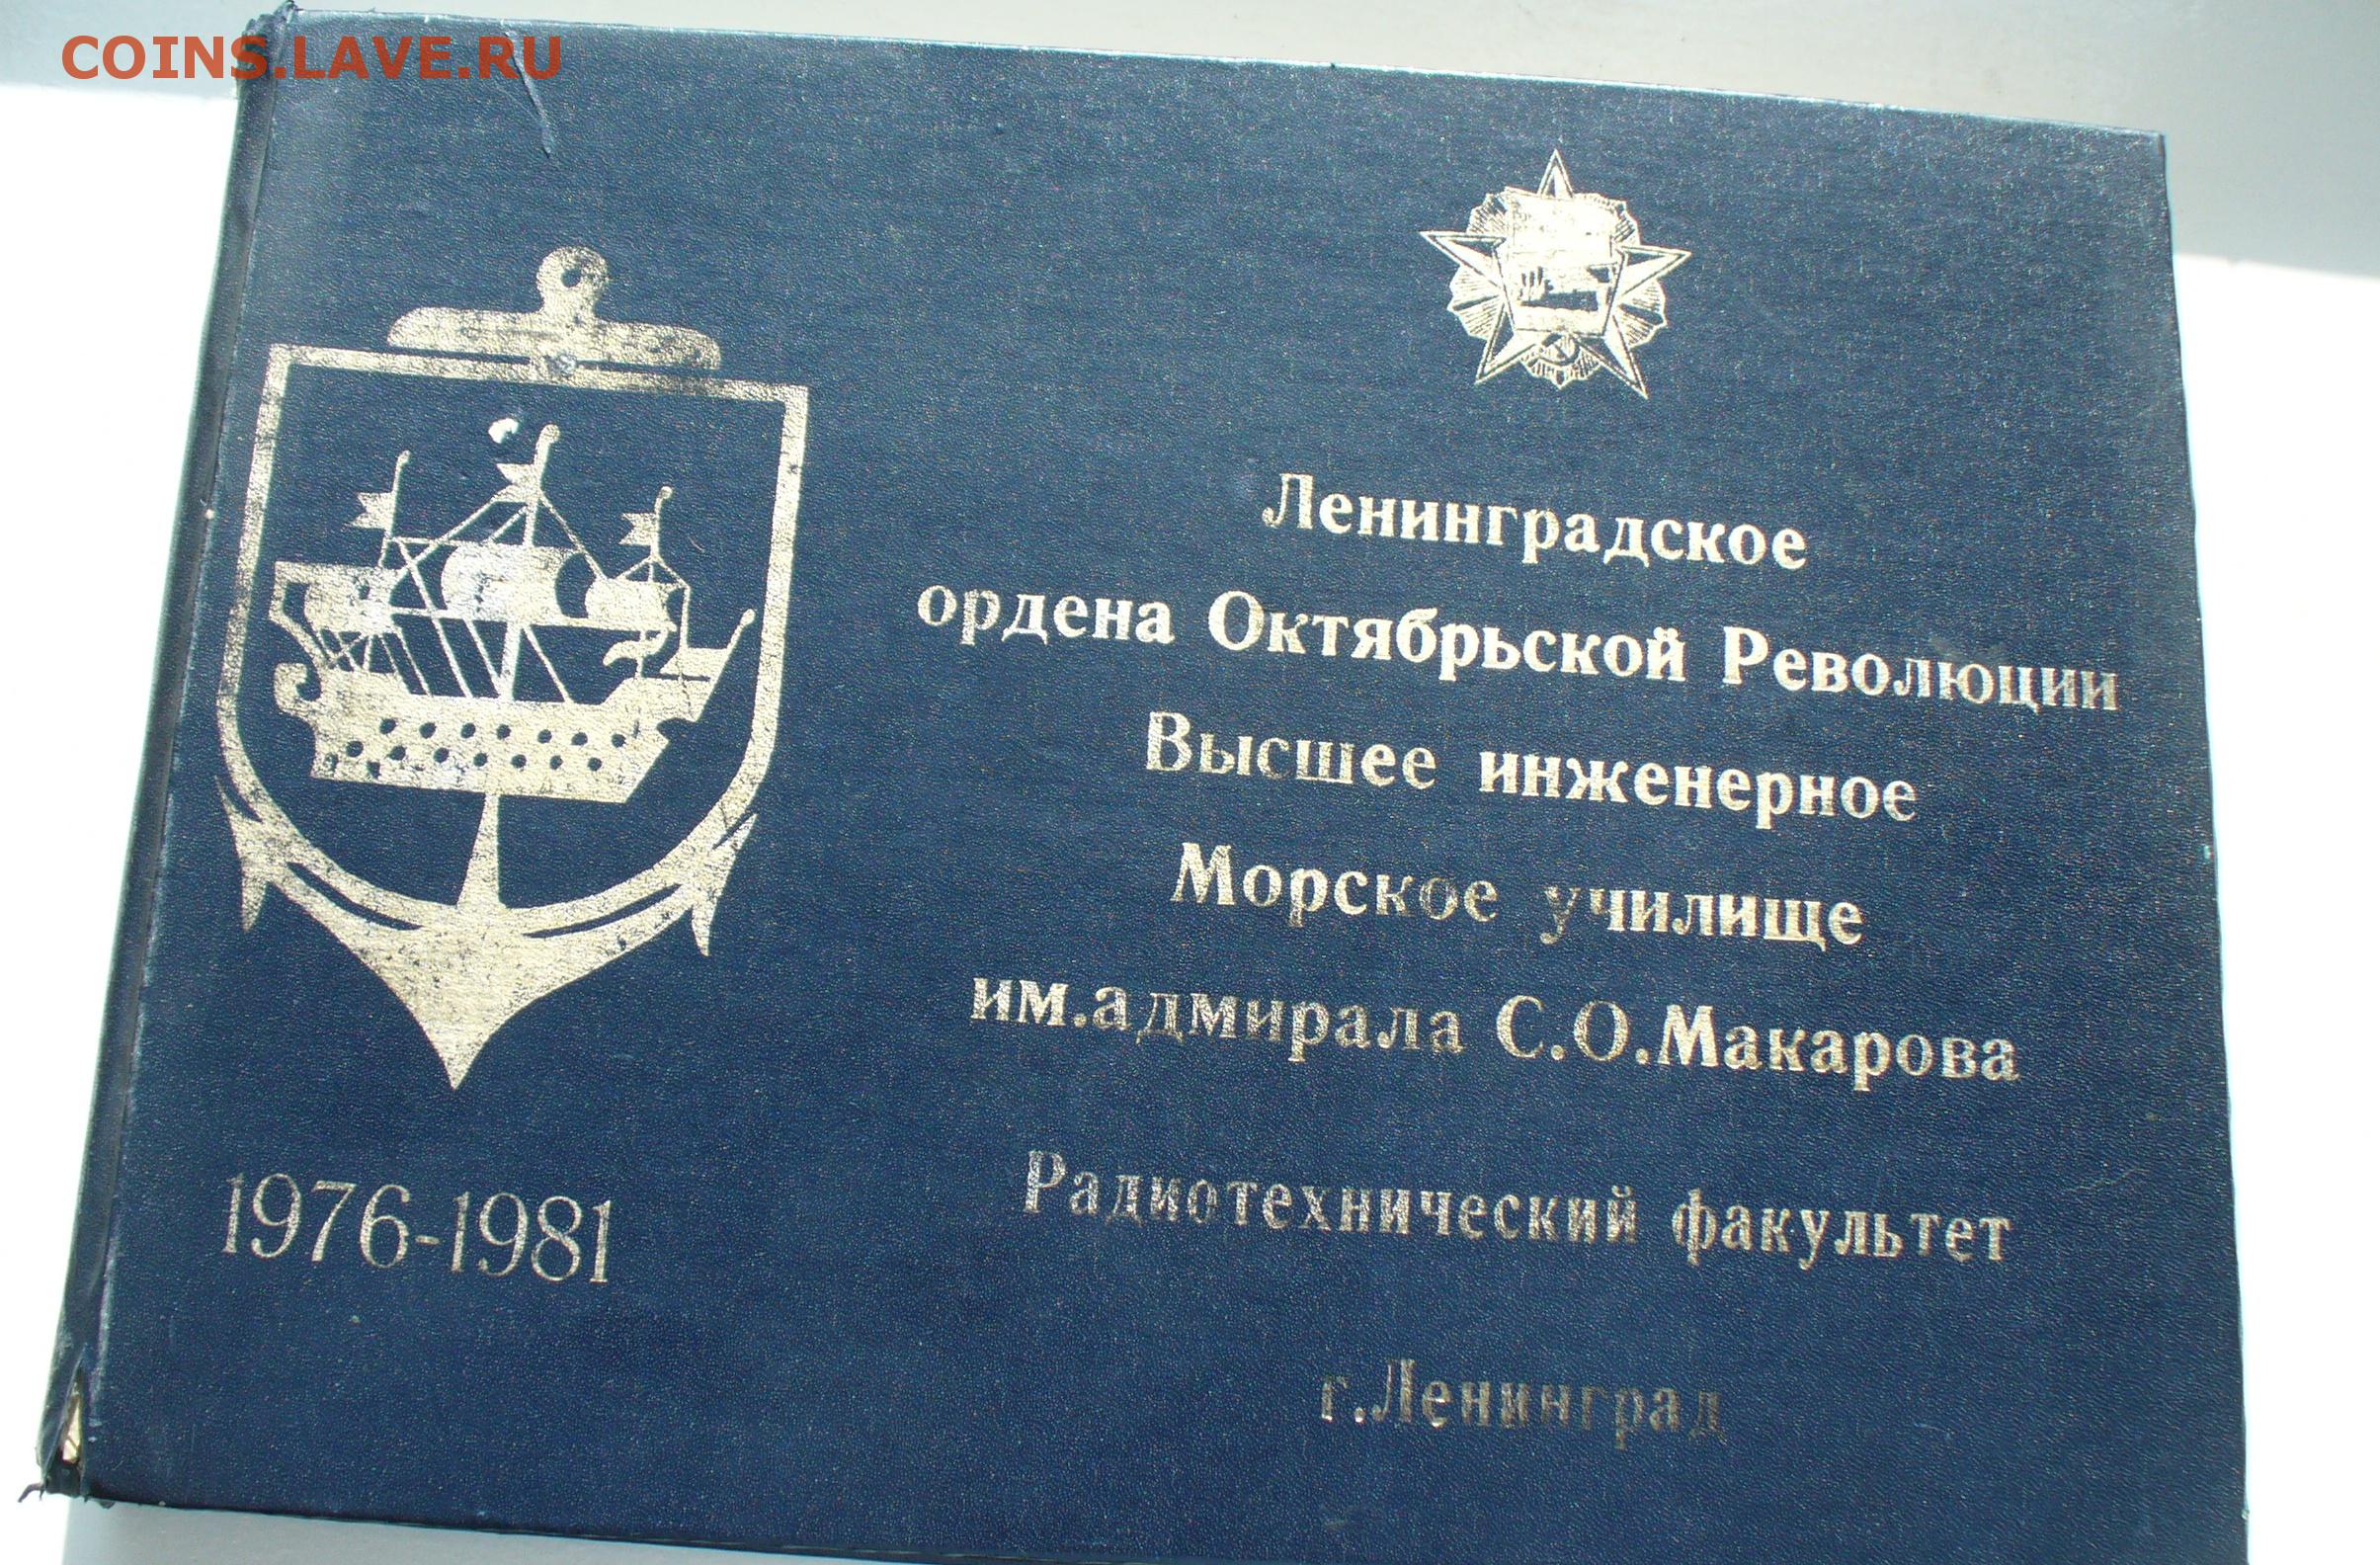 COINS.LAVE.RU
Ленинградское
ордена Октябрьской Революции
Высшее инженерное
Морское училище
им.адмирала С.О.Макарова
Радиотехнический факультет
г.Ленинград
1976-1981